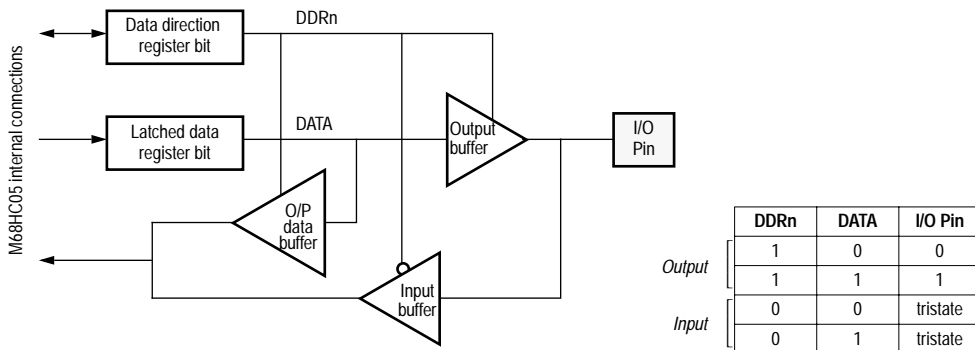 M68HC05 internal connections
Data direction
register bit
DDRn
Latched data
register bit
DATA
Output
buffer
I/O
Pin
O/P
data
buffer
Input
buffer
DDRn DATA I/O Pin
Output
1 0 0
1 1 1
Input
0 0 tristate
0 1 tristate